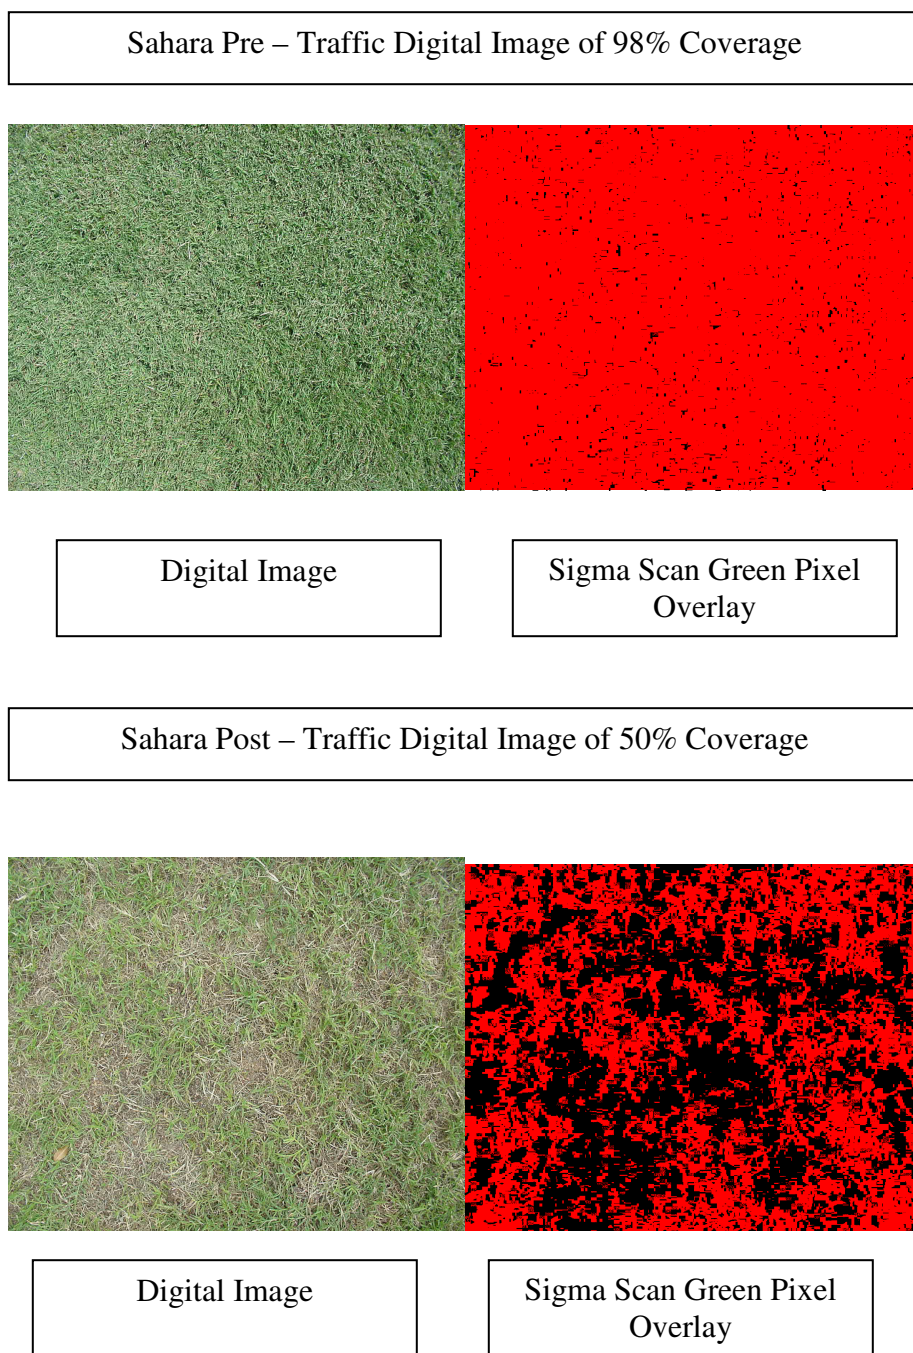 Sahara Pre – Traffic Digital Image of 98% Coverage
Digital Image
Sigma Scan Green Pixel
Overlay
Sahara Post – Traffic Digital Image of 50% Coverage
Digital Image
Sigma Scan Green Pixel
Overlay